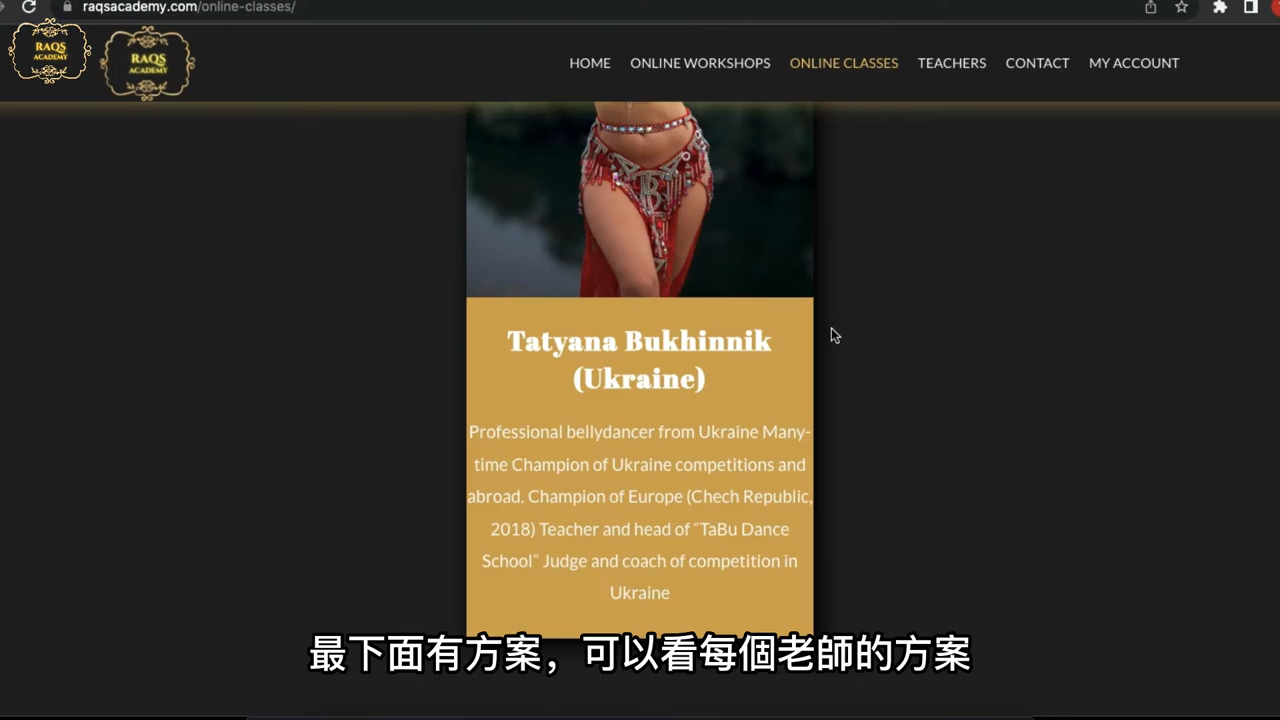 raqsacademy.com/online-classes/
RAQS
ACADEMY
RAQS
ACADEMY
HOME ONLINE WORKSHOPS ONLINE CLASSES TEACHERS CONTACT MY ACCOUNT
Tatyana Bukhinnik
(Ukraine)
Professional bellydancer from Ukraine Many-
time Champion of Ukraine competitions and
abroad. Champion of Europe (Chech Republic,
2018) Teacher and head of “TaBu Dance
School” Judge and coach of competition in
Ukraine
最下面有方案，可以看每個老師的方案